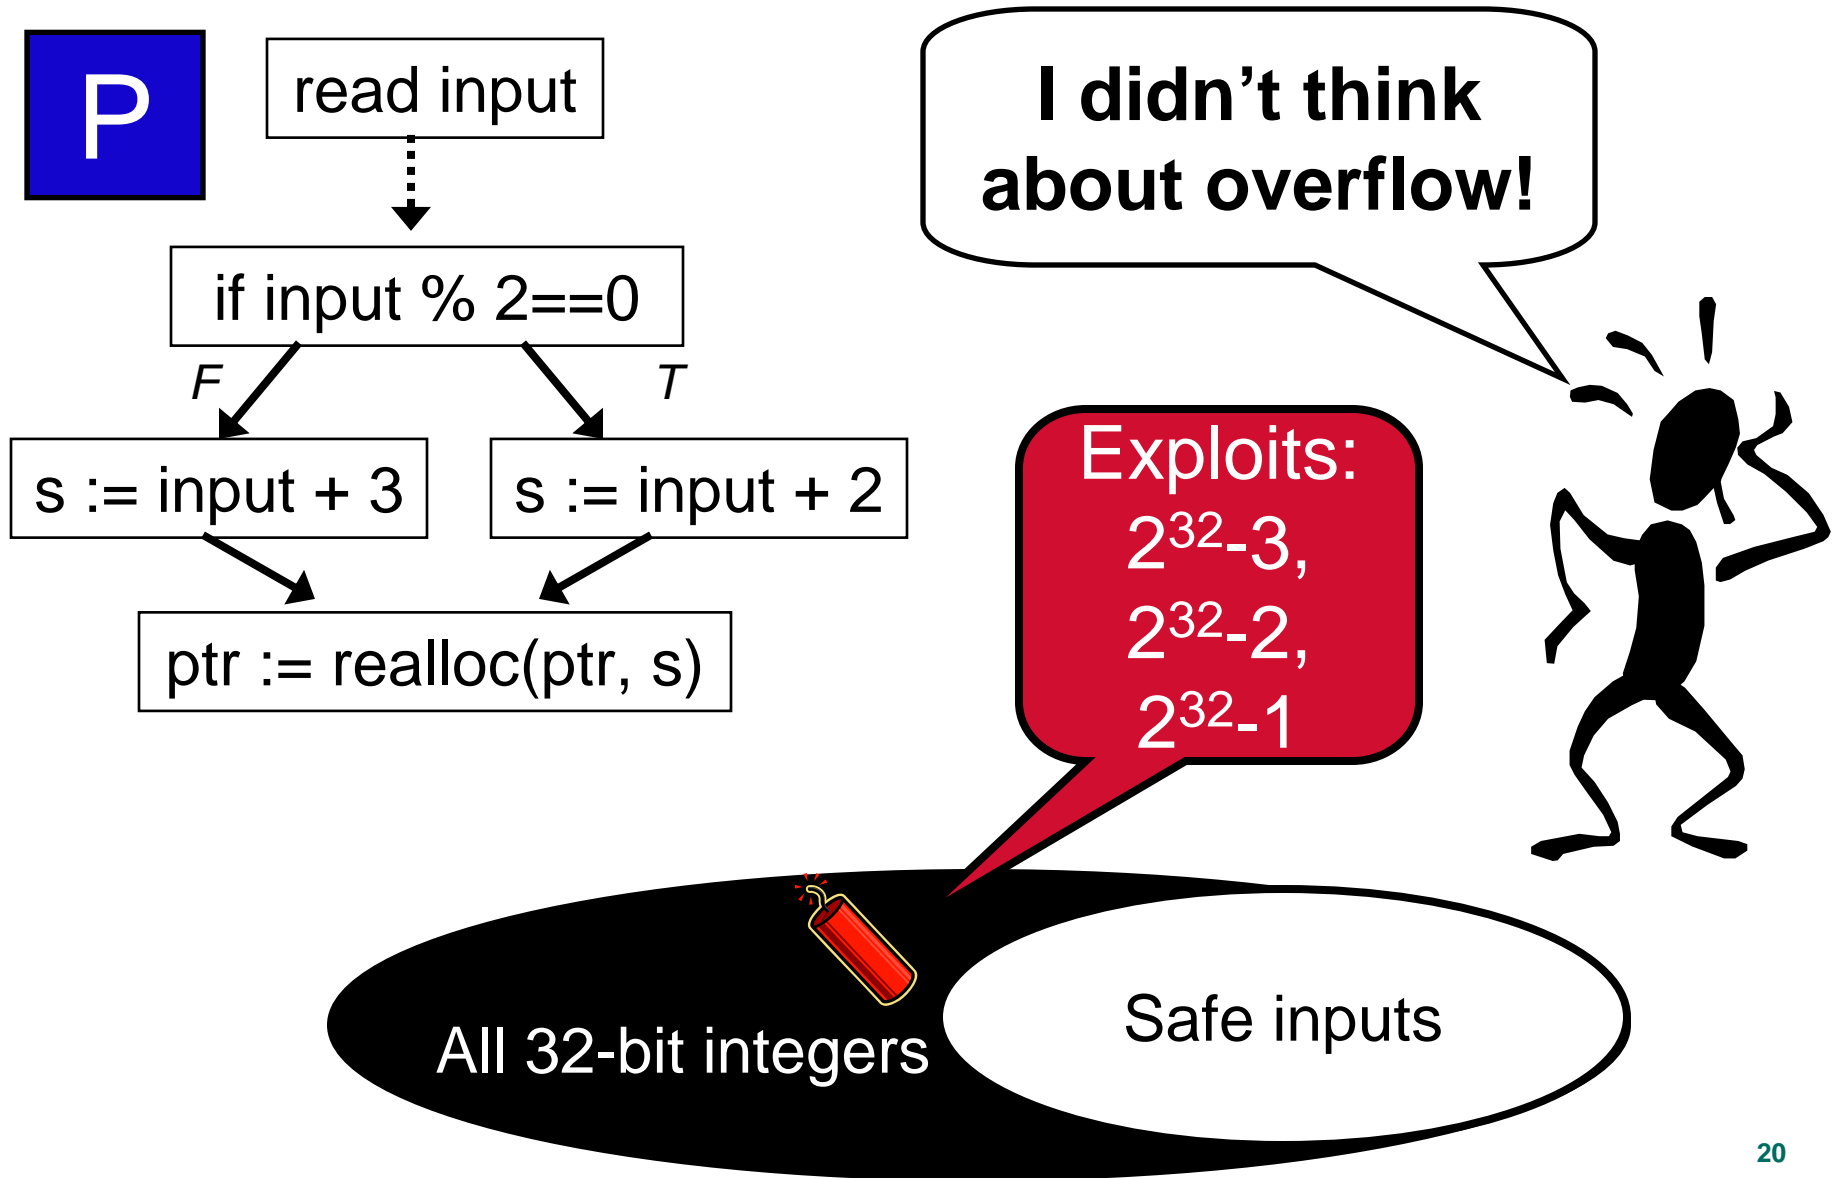 P
read input
I didn’t think
about overflow!
if input % 2==0
F
T
s := input + 3
s := input + 2
ptr := realloc(ptr, s)
Exploits:
2³²-3,
2³²-2,
2³²-1
All 32-bit integers
Safe inputs
20